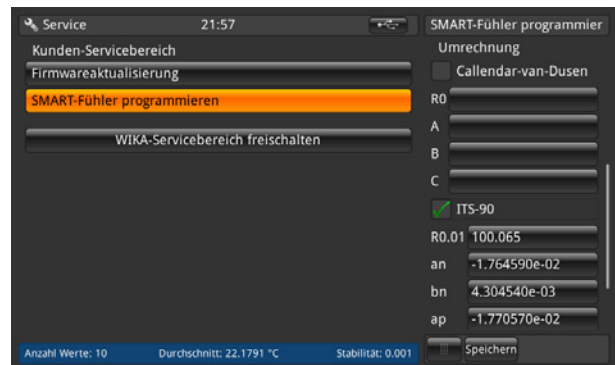 Service 21:57
Kunden-Servicebereich
Firmwareaktualisierung
SMART-Fühler programmieren
WIKA-Servicebereich freischalten
Anzahl Werte: 10 Durchschnitt: 22.1791 °C Stabilität: 0.001
SMART-Fühler programmier
Umrechnung
Callendar-van-Dusen
R0
A
B
C
ITS-90
R0.01 100.065
an -1.764590e-02
bn 4.304540e-03
ap -1.770570e-02
Speichern